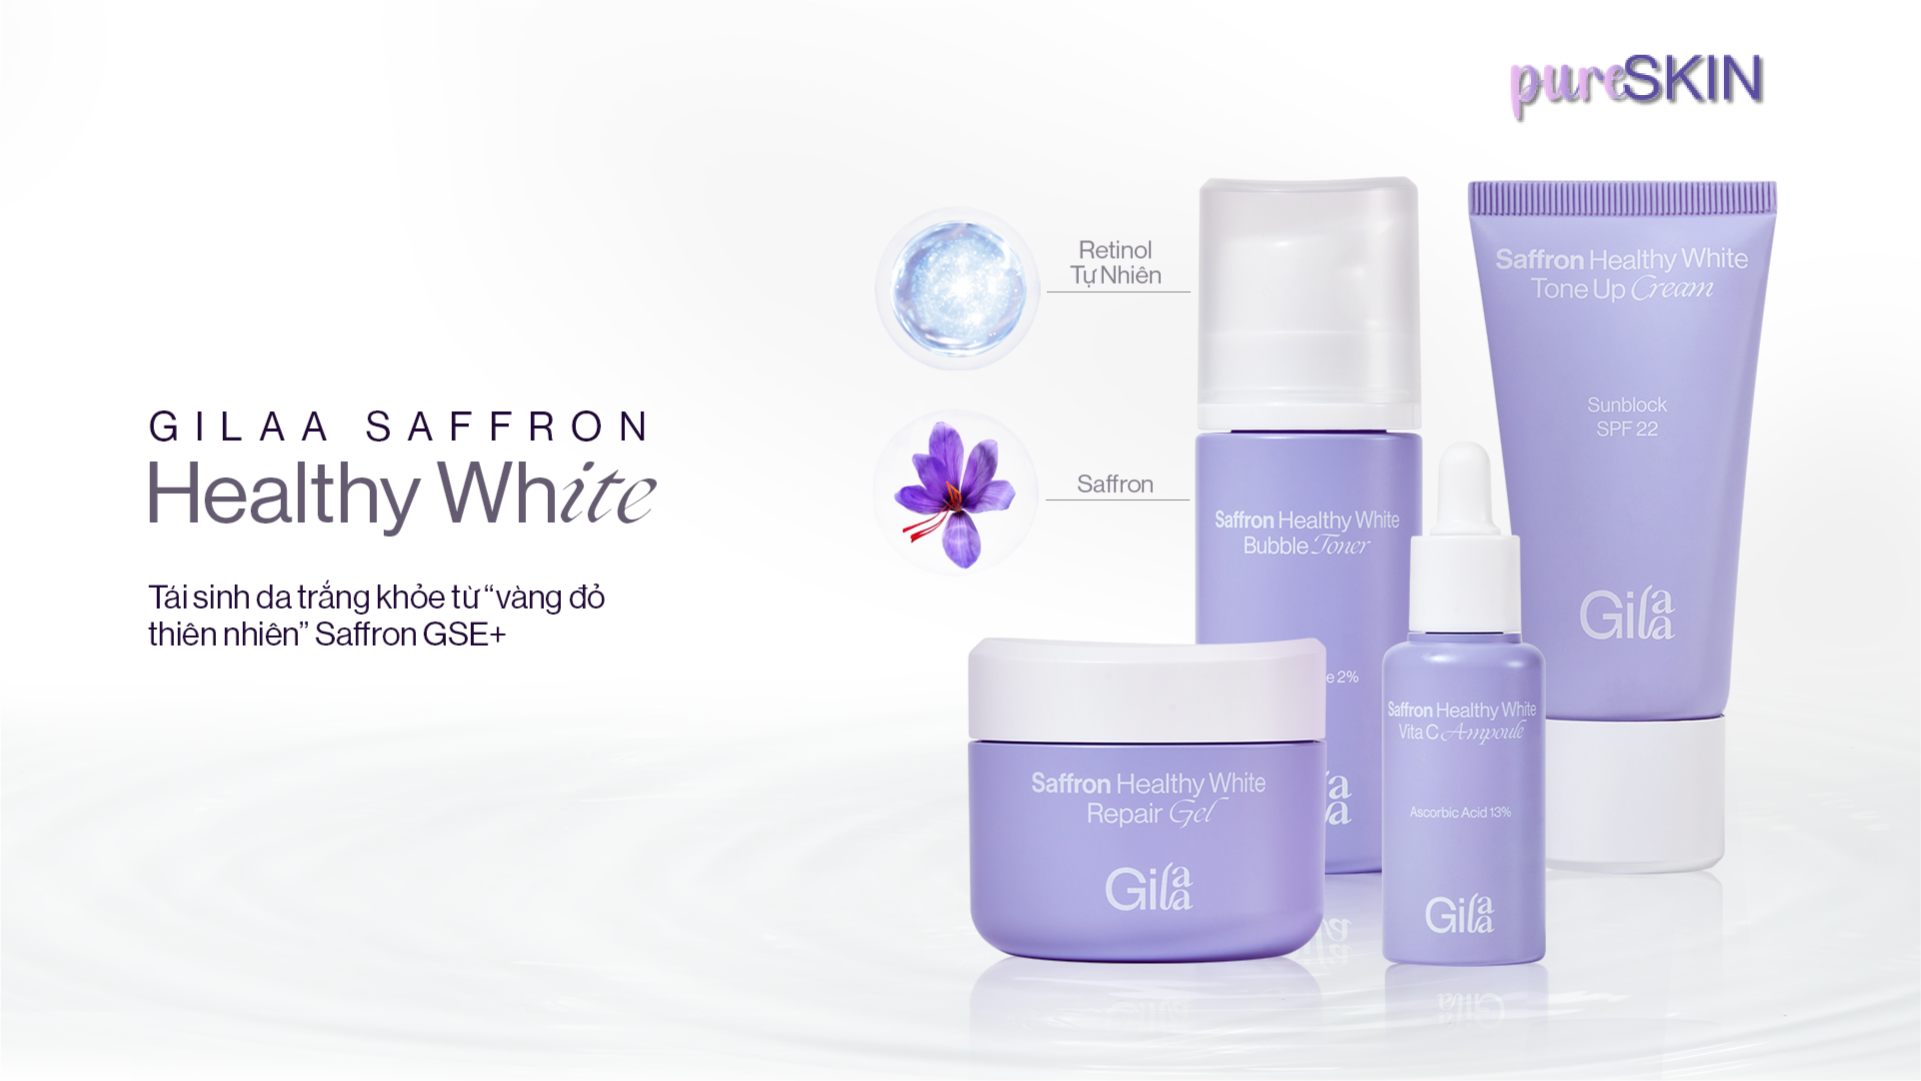 pureSKIN
GILAA SAFFRON
Healthy White
Tái sinh da trắng khỏe từ “vàng đỏ
thiên nhiên” Saffron GSE+
Retinol
Tự Nhiên
Saffron
Saffron Healthy White
Bubble Toner
2%
Saffron Healthy White
Tone Up Cream
Sunblock
SPF 22
Gilaa
Saffron Healthy White
Repair Gel
Gilaa
Saffron Healthy White
Vita C Ampoule
Ascorbic Acid 13%
Gilaa